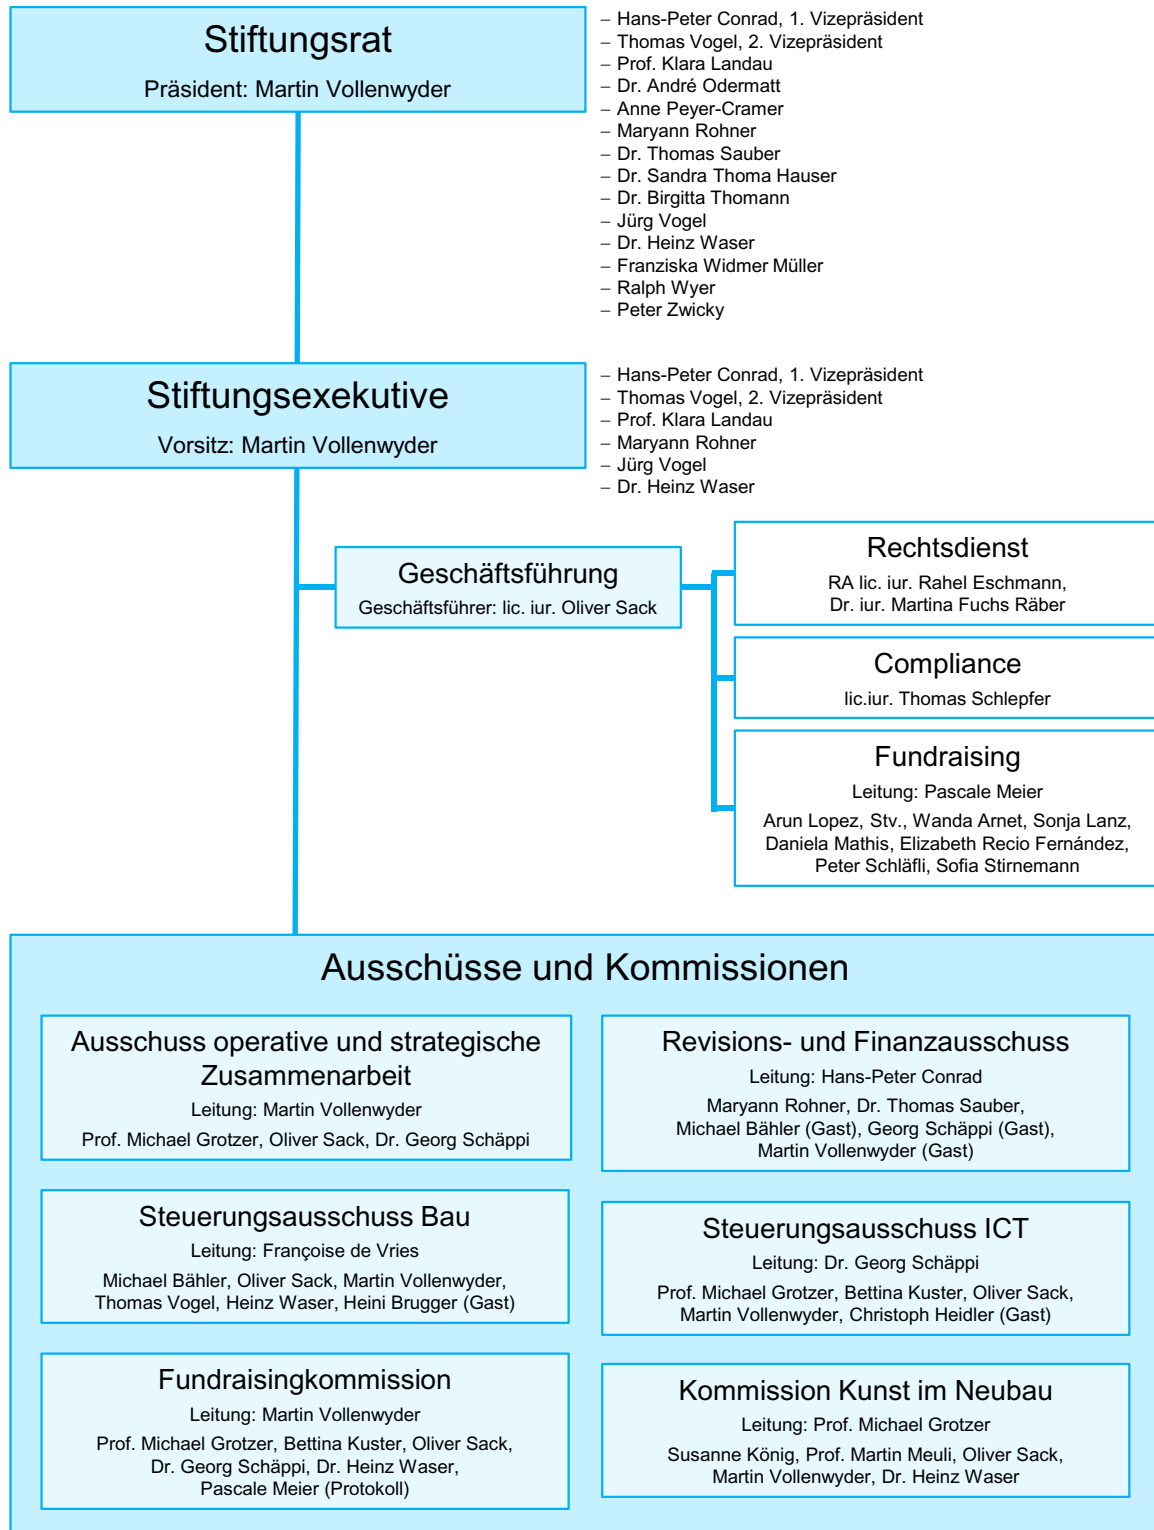 Stiftungsrat
Präsident: Martin Vollenwyder
– Hans-Peter Conrad, 1. Vizepräsident
– Thomas Vogel, 2. Vizepräsident
– Prof. Klara Landau
– Dr. André Odermatt
– Anne Peyer-Cramer
– Maryann Rohner
– Dr. Thomas Sauber
– Dr. Sandra Thoma Hauser
– Dr. Birgitta Thomann
– Jürg Vogel
– Dr. Heinz Waser
– Franziska Widmer Müller
– Ralph Wyer
– Peter Zwicky
Stiftungsexekutive
Vorsitz: Martin Vollenwyder
– Hans-Peter Conrad, 1. Vizepräsident
– Thomas Vogel, 2. Vizepräsident
– Prof. Klara Landau
– Maryann Rohner
– Jürg Vogel
– Dr. Heinz Waser
Geschäftsführung
Geschäftsführer: lic. iur. Oliver Sack
Rechtsdienst
RA lic. iur. Rahel Eschmann,
Dr. iur. Martina Fuchs Räber
Compliance
lic.iur. Thomas Schlepfer
Fundraising
Leitung: Pascale Meier
Arun Lopez, Stv., Wanda Arnet, Sonja Lanz,
Daniela Mathis, Elizabeth Recio Fernández,
Peter Schläfli, Sofia Stirnemann
Ausschüsse und Kommissionen
Ausschuss operative und strategische
Zusammenarbeit
Leitung: Martin Vollenwyder
Prof. Michael Grotzer, Oliver Sack, Dr. Georg Schäppi
Revisions- und Finanzausschuss
Leitung: Hans-Peter Conrad
Maryann Rohner, Dr. Thomas Sauber,
Michael Bähler (Gast), Georg Schäppi (Gast),
Martin Vollenwyder (Gast)
Steuerungsausschuss Bau
Leitung: Françoise de Vries
Michael Bähler, Oliver Sack, Martin Vollenwyder,
Thomas Vogel, Heinz Waser, Heini Brugger (Gast)
Steuerungsausschuss ICT
Leitung: Dr. Georg Schäppi
Prof. Michael Grotzer, Bettina Kuster, Oliver Sack,
Martin Vollenwyder, Christoph Heidler (Gast)
Fundraisingkommission
Leitung: Martin Vollenwyder
Prof. Michael Grotzer, Bettina Kuster, Oliver Sack,
Dr. Georg Schäppi, Dr. Heinz Waser,
Pascale Meier (Protokoll)
Kommission Kunst im Neubau
Leitung: Prof. Michael Grotzer
Susanne König, Prof. Martin Meuli, Oliver Sack,
Martin Vollenwyder, Dr. Heinz Waser